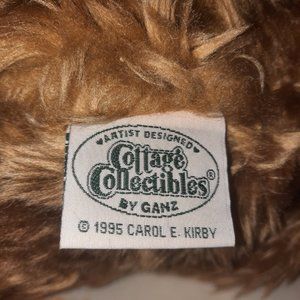 ♥ARTIST DESIGNED♥
Cottage
Collectibles®
BY GANZ
© 1995 CAROL E. KIRBY